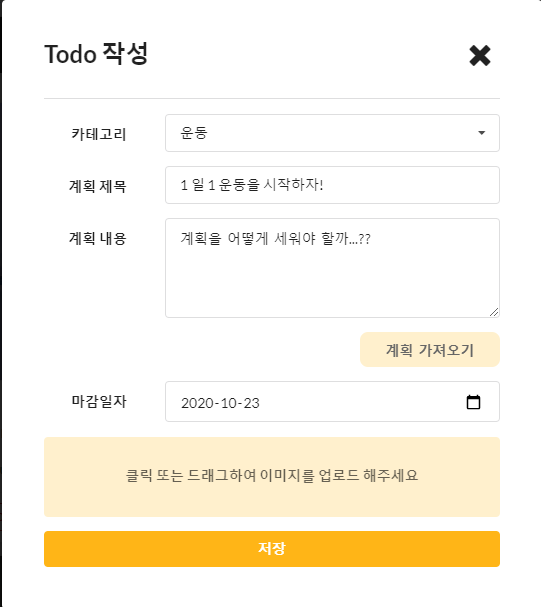 Todo 작성
카테고리
운동
계획 제목
1일 1운동을 시작하자!
계획 내용
계획을 어떻게 세워야 할까...??
계획 가져오기
마감일자
2020-10-23
클릭 또는 드래그하여 이미지를 업로드 해주세요
저장